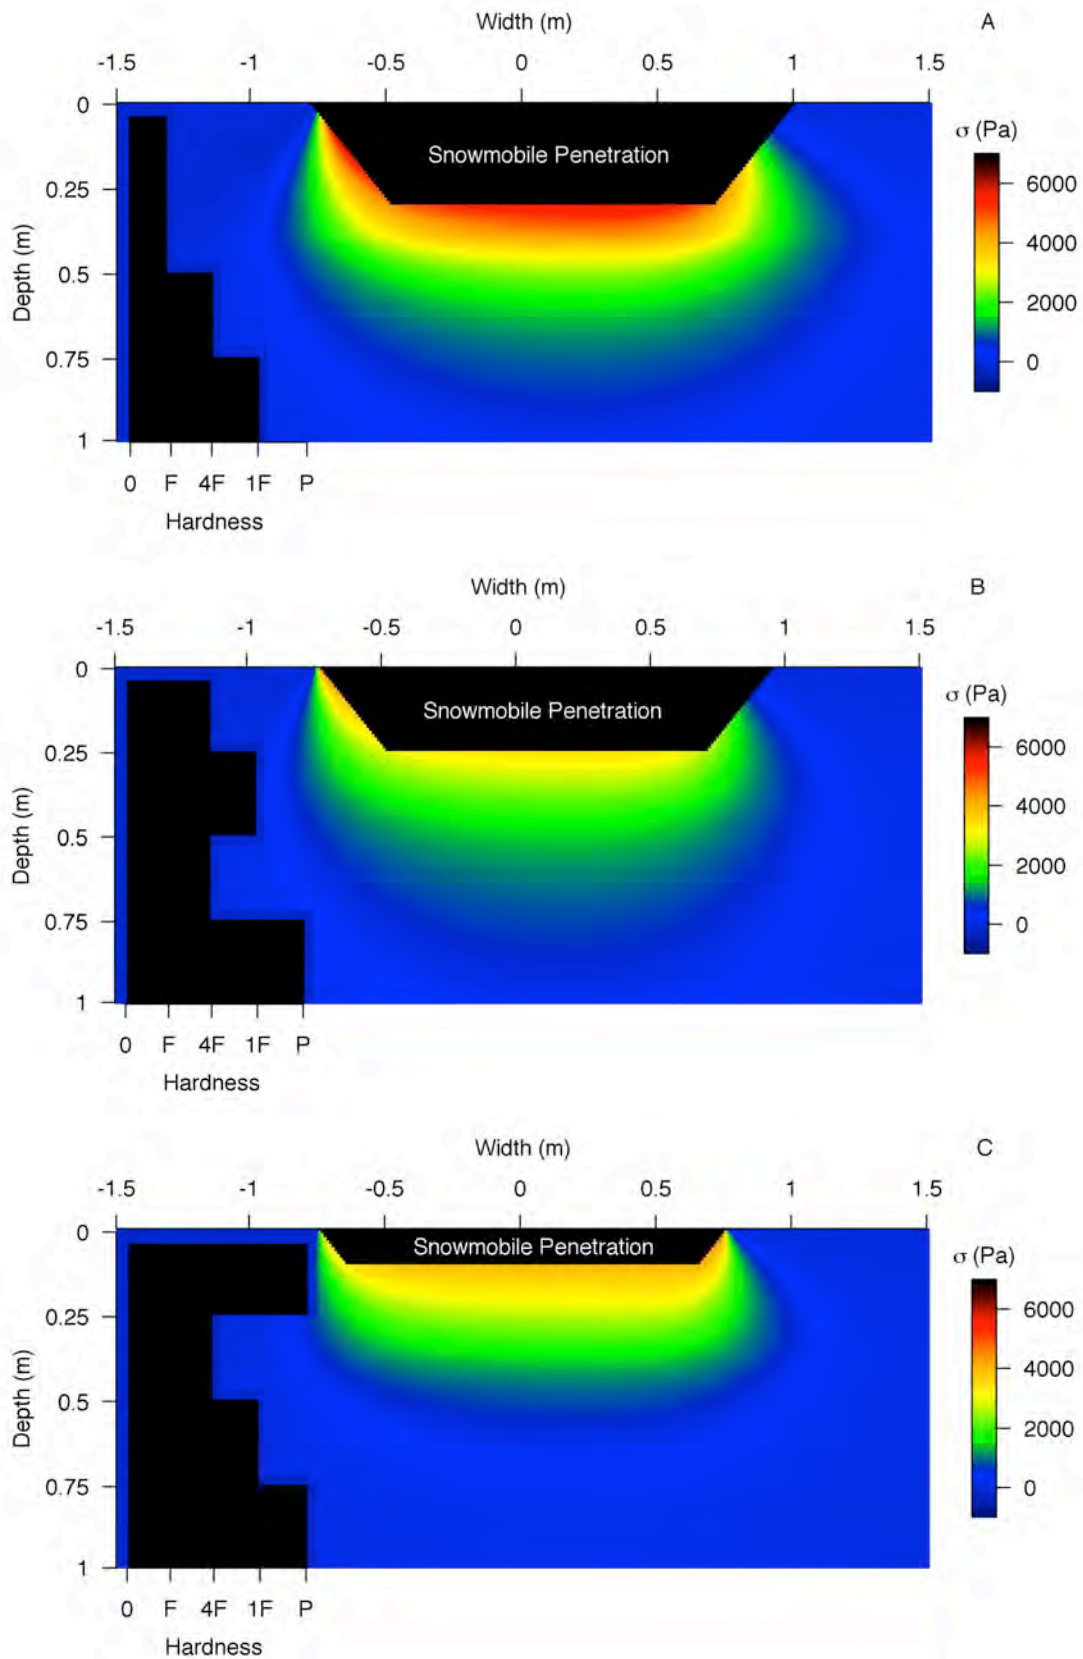 Width (m)
A
-1.5 -1 -0.5 0 0.5 1 1.5
σ (Pa)
0
0.25
0.5
0.75
1
Depth (m)
Snowmobile Penetration
6000
4000
2000
0
0 F 4F 1F P
Hardness
Width (m)
B
-1.5 -1 -0.5 0 0.5 1 1.5
σ (Pa)
0
0.25
0.5
0.75
1
Depth (m)
Snowmobile Penetration
6000
4000
2000
0
0 F 4F 1F P
Hardness
Width (m)
C
-1.5 -1 -0.5 0 0.5 1 1.5
σ (Pa)
0
0.25
0.5
0.75
1
Depth (m)
Snowmobile Penetration
6000
4000
2000
0
0 F 4F 1F P
Hardness